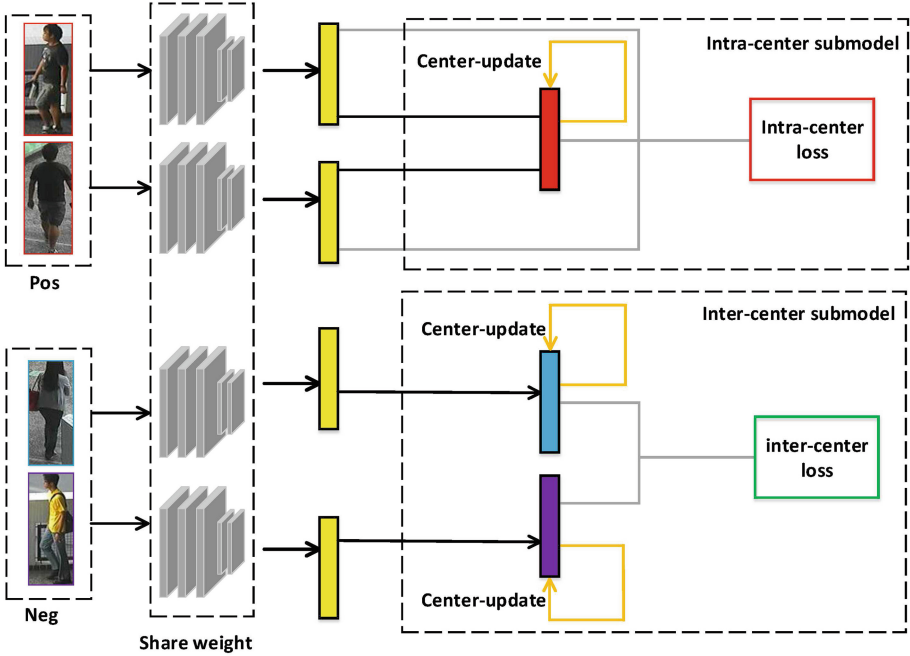 Intra-center submodel
Center-update
Intra-center
loss
Pos
Inter-center submodel
Center-update
inter-center
loss
Center-update
Neg
Share weight